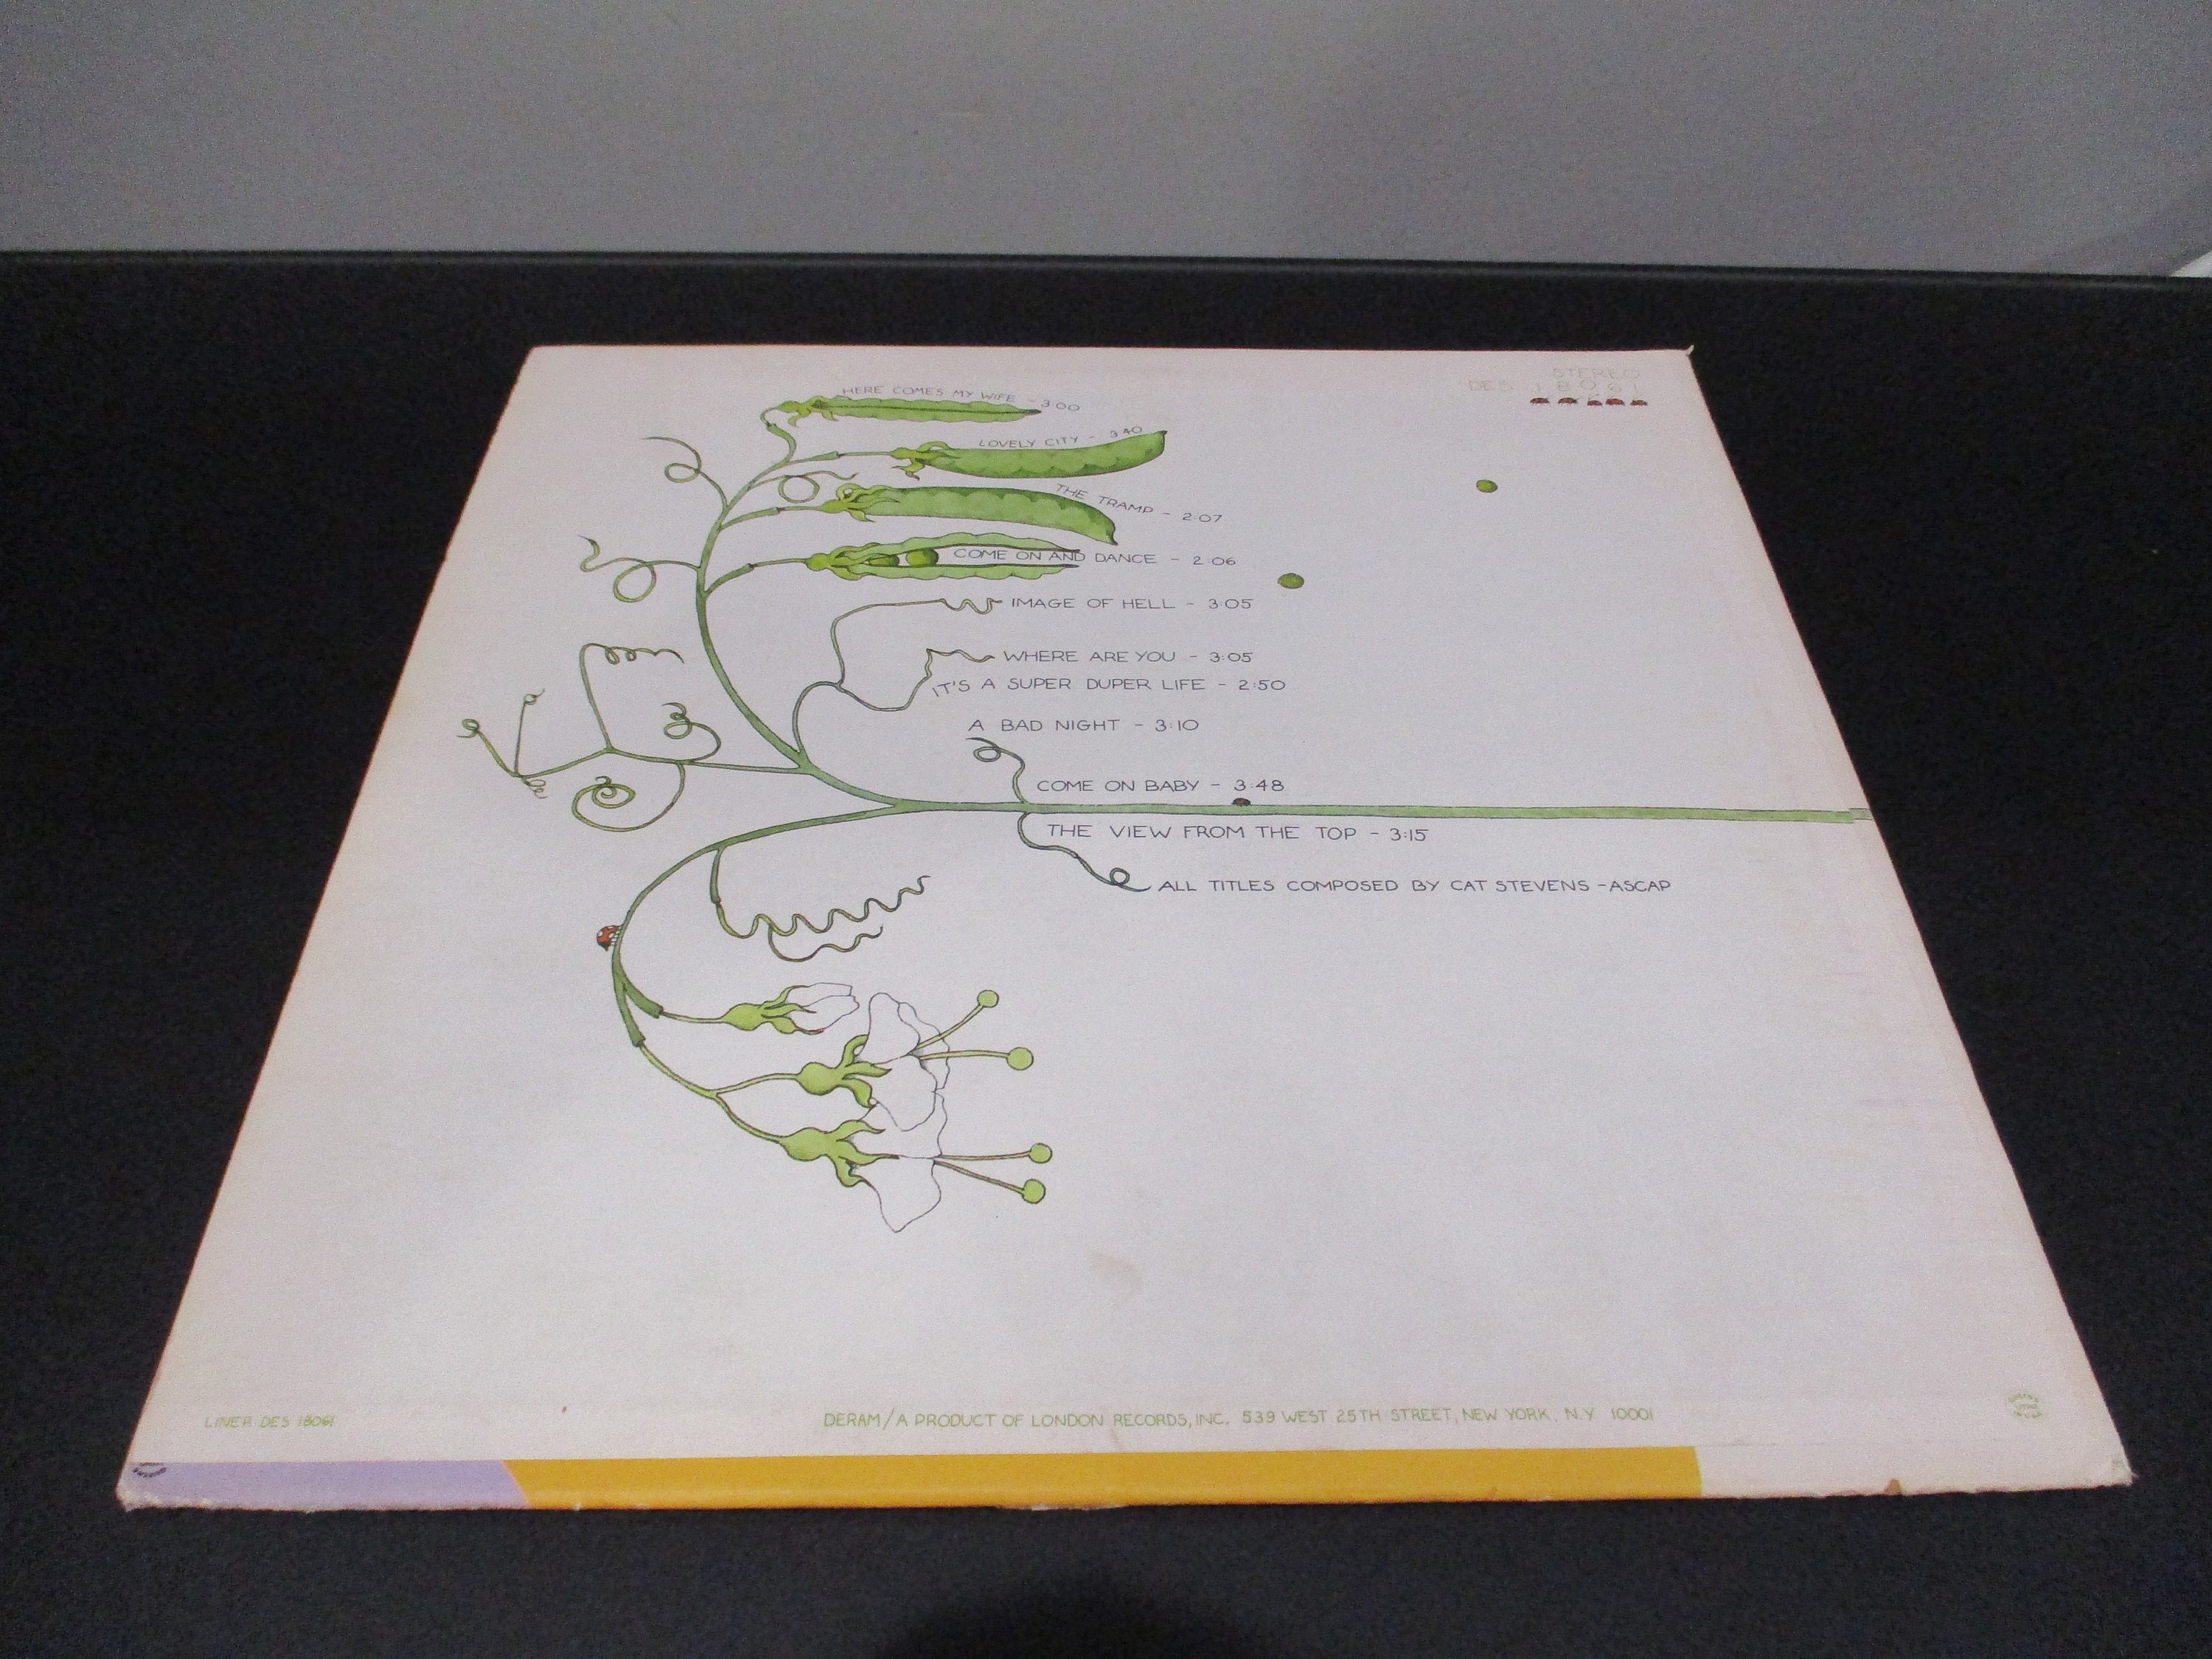 STEREO
DES 18061
HERE COMES MY WIFE - 3:00
LOVELY CITY - 3:40
THE TRAMP - 2:07
COME ON AND DANCE - 2:06
IMAGE OF HELL - 3:05
WHERE ARE YOU - 3:05
IT'S A SUPER DUPER LIFE - 2:50
A BAD NIGHT - 3:10
COME ON BABY - 3:48
THE VIEW FROM THE TOP - 3:15
ALL TITLES COMPOSED BY CAT STEVENS - ASCAP
LINER DES 18061
DERAM/A PRODUCT OF LONDON RECORDS, INC. 539 WEST 25TH STREET, NEW YORK, N.Y. 10001